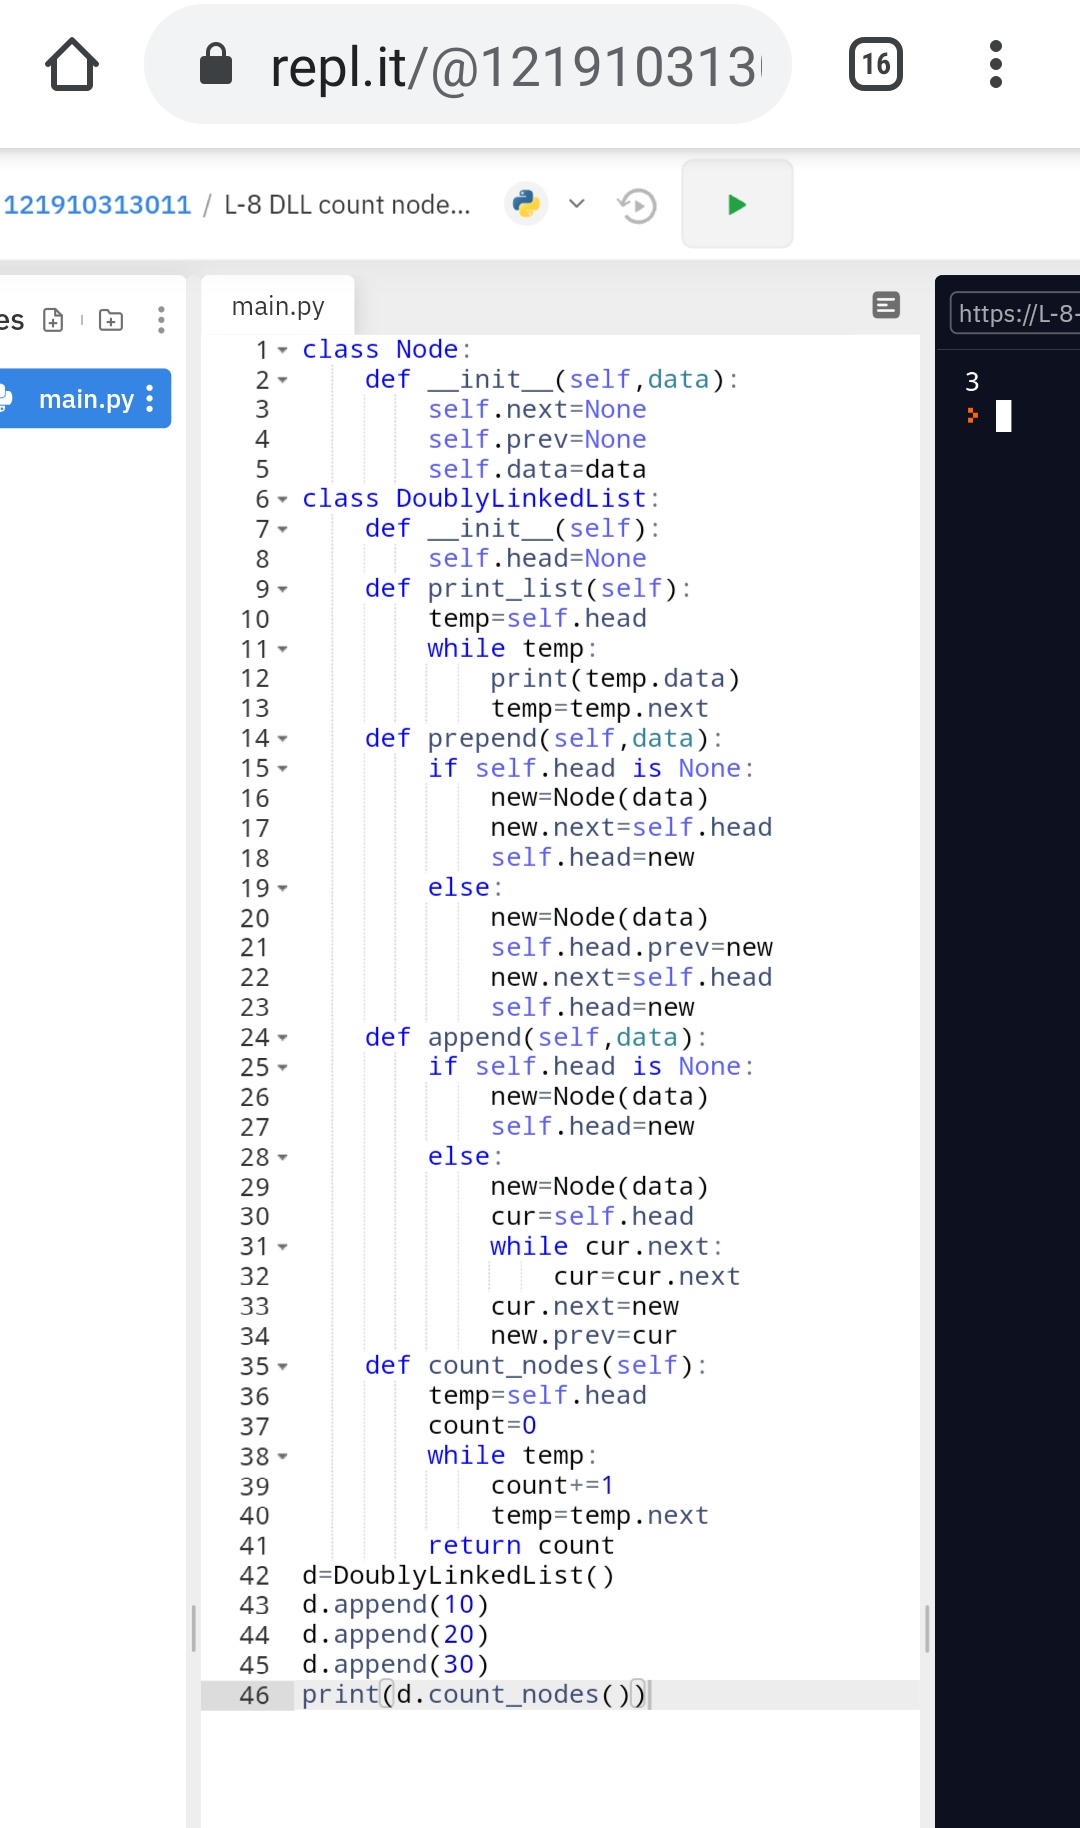 repl.it/@121910313
16
121910313011 / L-8 DLL count node...
es
main.py
main.py
https://L-8-
1 class Node:
2     def __init__(self,data):
3         self.next=None
4         self.prev=None
5         self.data=data
6 class DoublyLinkedList:
7     def __init__(self):
8         self.head=None
9     def print_list(self):
10         temp=self.head
11         while temp:
12             print(temp.data)
13             temp=temp.next
14     def prepend(self,data):
15         if self.head is None:
16             new=Node(data)
17             new.next=self.head
18             self.head=new
19         else:
20             new=Node(data)
21             self.head.prev=new
22             new.next=self.head
23             self.head=new
24     def append(self,data):
25         if self.head is None:
26             new=Node(data)
27             self.head=new
28         else:
29             new=Node(data)
30             cur=self.head
31             while cur.next:
32                 cur=cur.next
33             cur.next=new
34             new.prev=cur
35     def count_nodes(self):
36         temp=self.head
37         count=0
38         while temp:
39             count+=1
40             temp=temp.next
41         return count
42 d=DoublyLinkedList()
43 d.append(10)
44 d.append(20)
45 d.append(30)
46 print(d.count_nodes())
3